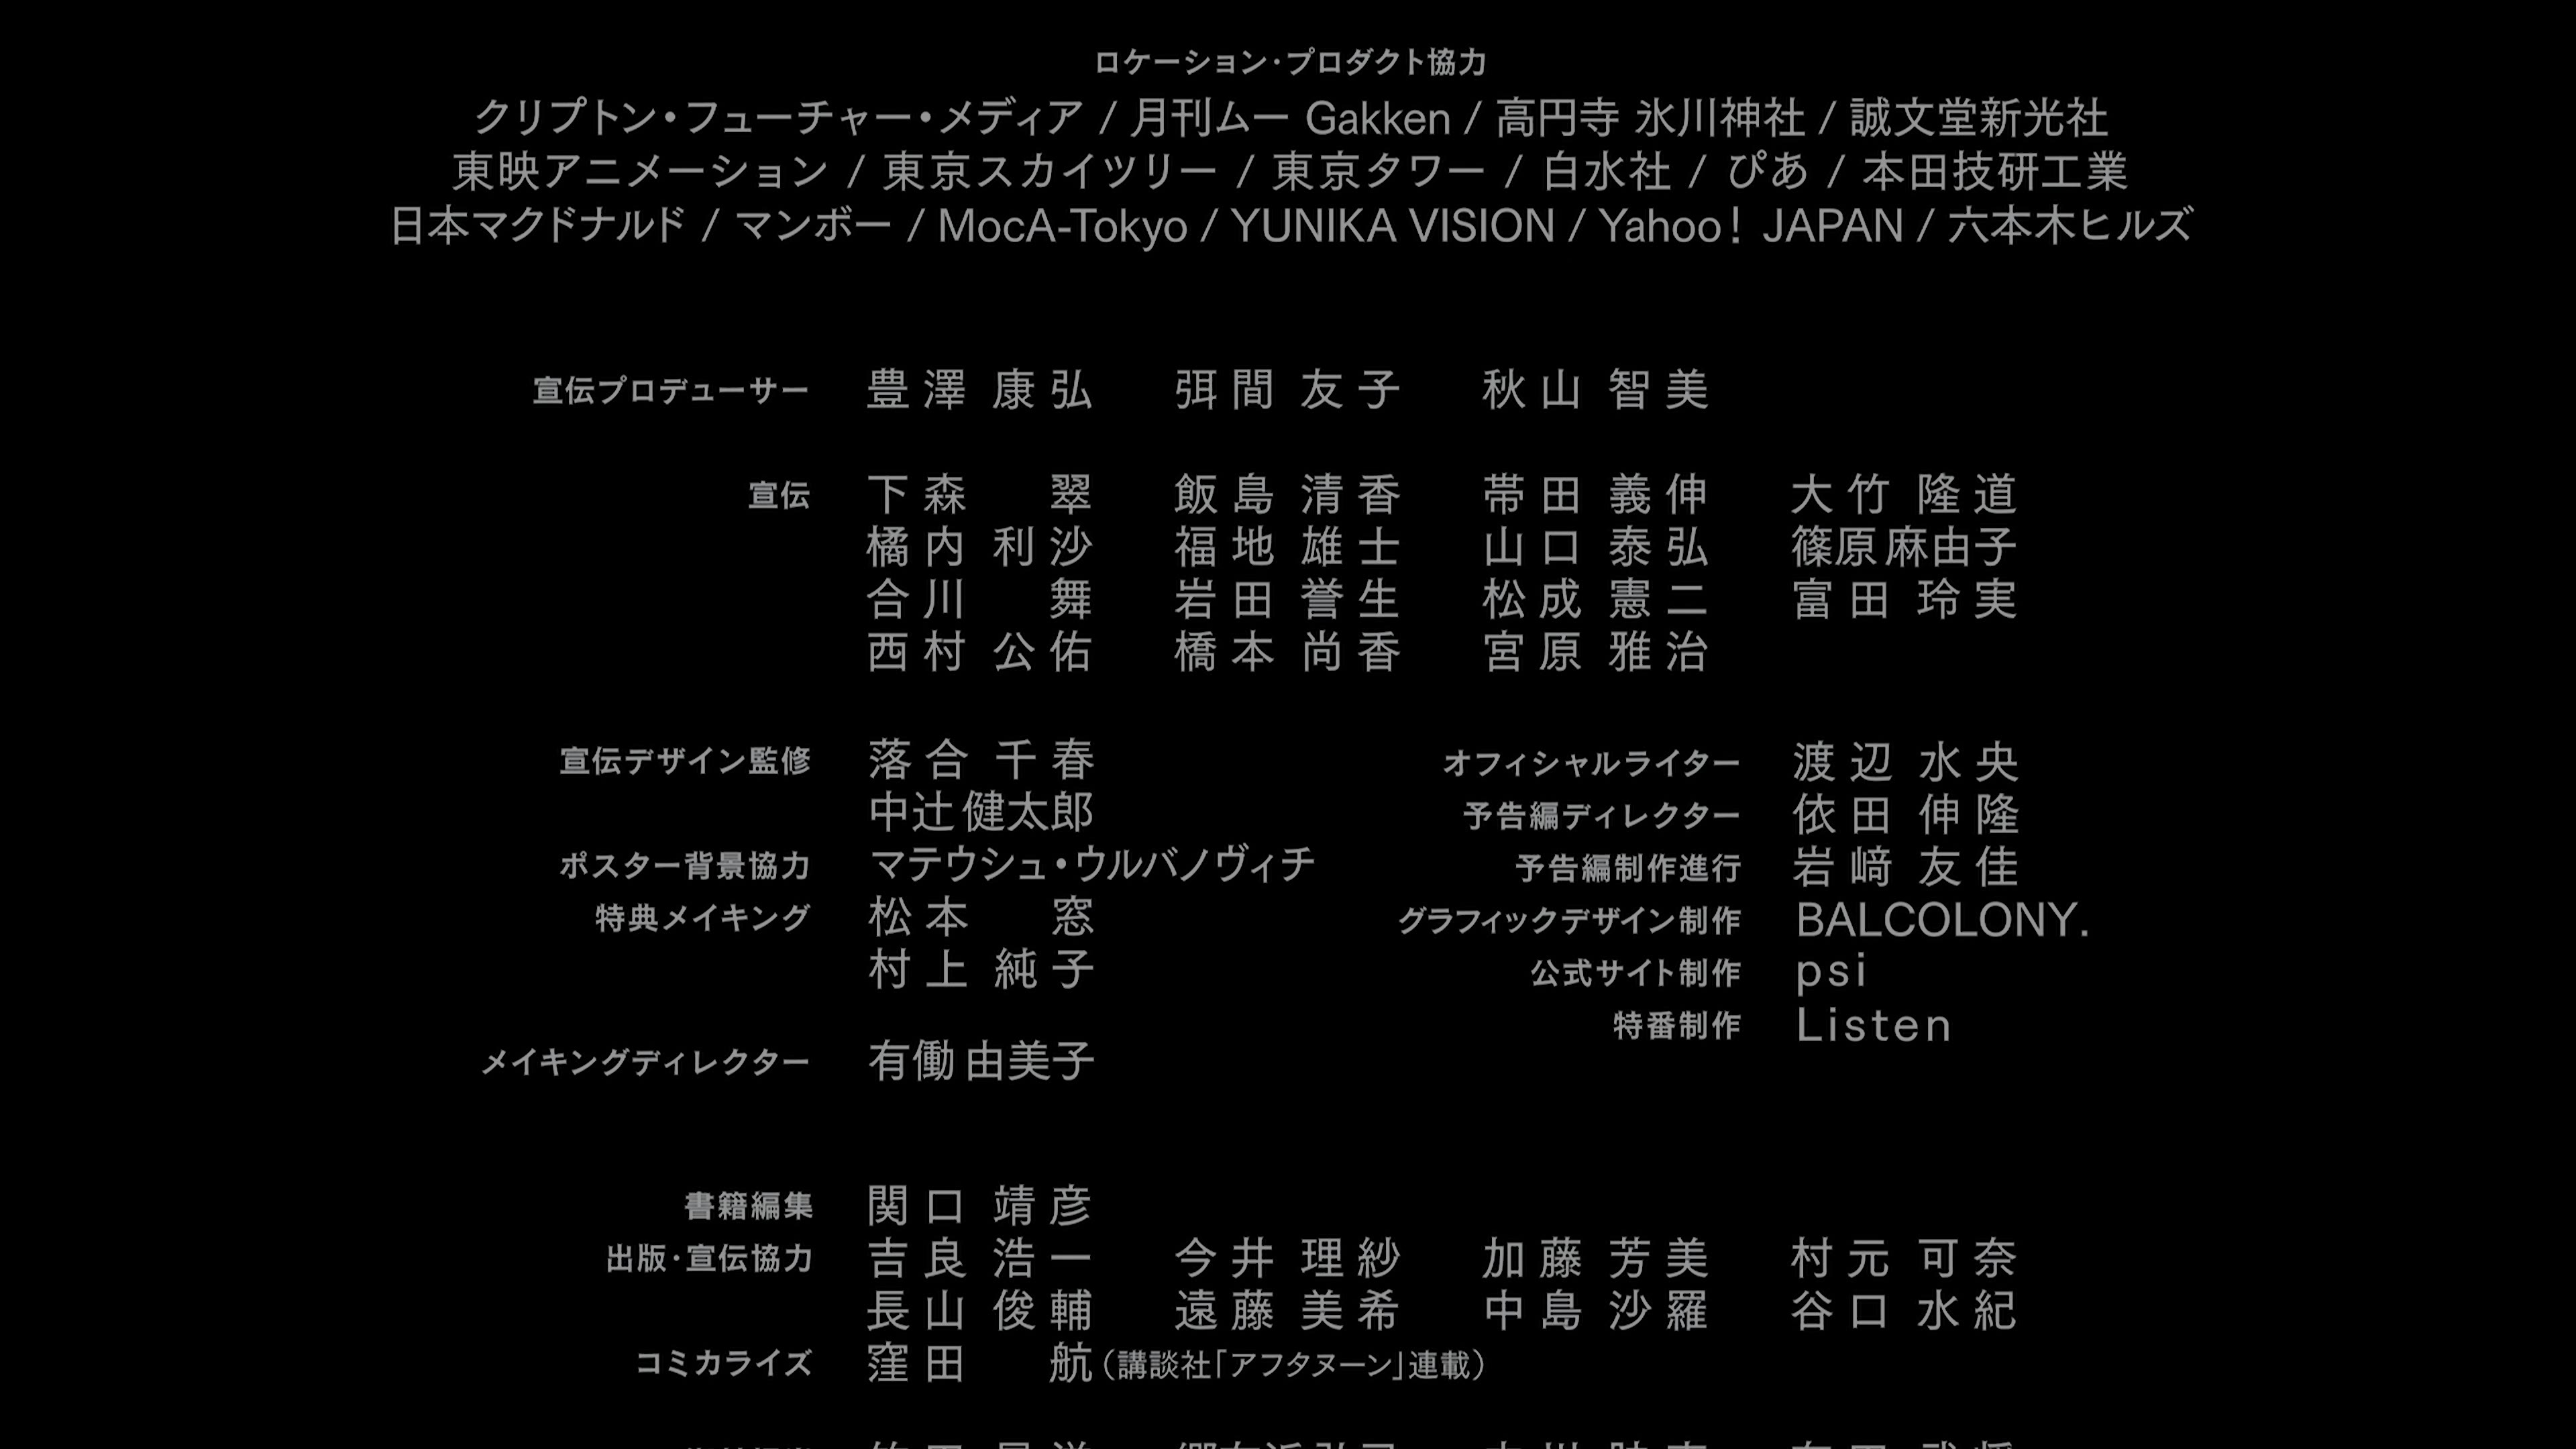 ロケーション・プロダクト協力
クリプトン・フューチャー・メディア / 月刊ムー Gakken / 高円寺 氷川神社 / 誠文堂新光社
東映アニメーション / 東京スカイツリー / 東京タワー / 白水社 / ぴあ / 本田技研工業
日本マクドナルド / マンボー / MocA-Tokyo / YUNIKA VISION / Yahoo! JAPAN / 六本木ヒルズ
宣伝プロデューサー 豊澤 康弘 弭間 友子 秋山 智美
宣伝 下森 翠 飯島 清香 帯田 義伸 大竹 隆道
橘内 利沙 福地 雄士 山口 泰弘 篠原 麻由子
合川 舞 岩田 誉生 松成 憲二 富田 玲実
西村 公佑 橋本 尚香 宮原 雅治
宣伝デザイン監修 落合 千春
中辻 健太郎
ポスター背景協力 マテウシュ・ウルバノヴィチ
特典メイキング 松本 窓
村上 純子
メイキングディレクター 有働 由美子
オフィシャルライター 渡辺 水央
予告編ディレクター 依田 伸隆
予告編制作進行 岩﨑 友佳
グラフィックデザイン制作 BALCOLONY.
公式サイト制作 psi
特番制作 Listen
書籍編集 関口 靖彦
出版・宣伝協力 吉良 浩一 今井 理紗 加藤 芳美 村元 可奈
長山 俊輔 遠藤 美希 中島 沙羅 谷口 水紀
コミカライズ 窪田 航（講談社「アフタヌーン」連載）